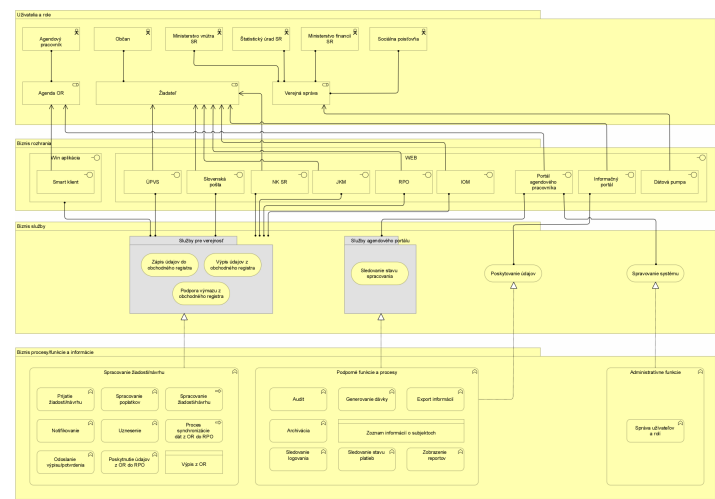 Užívatelia a role
Agendový
pracovník
Občan
Ministerstvo vnútra
SR
Štatistický úrad SR
Ministerstvo financií
SR
Sociálna poisťovňa
Agenda OR
Žiadateľ
Verejná správa
Biznis rozhrania
Win aplikácia
WEB
Smart klient
ÚPVS
Slovenská
pošta
NK SR
JKM
RPO
IOM
Portál
agendového
pracovníka
Informačný
portál
Dátová pumpa
Biznis služby
Služby pre verejnosť
Služby agendového portálu
Zápis údajov do
obchodného registra
Výpis údajov z
obchodného registra
Podpora výmazu z
obchodného registra
Sledovanie stavu
spracovania
Poskytovanie údajov
Spravovanie systému
Biznis procesy/funkcie a informácie
Spracovanie žiadosti/návrhu
Podporné funkcie a procesy
Administratívne funkcie
Prijatie
žiadosti/návrhu
Spracovanie
poplatkov
Spracovanie
žiadosti/návrhu
Audit
Generovanie dávky
Export informácií
Notifikovanie
Uznesenie
Proces
synchronizácie
dát z OR do RPO
Archivácia
Zoznam informácií o subjektoch
Správa užívateľov
a rolí
Odoslanie
výpisu/potvrdenia
Poskytnutie údajov
z OR do RPO
Výpis z OR
Sledovanie
logovania
Sledovanie stavu
platieb
Zobrazenie
reportov